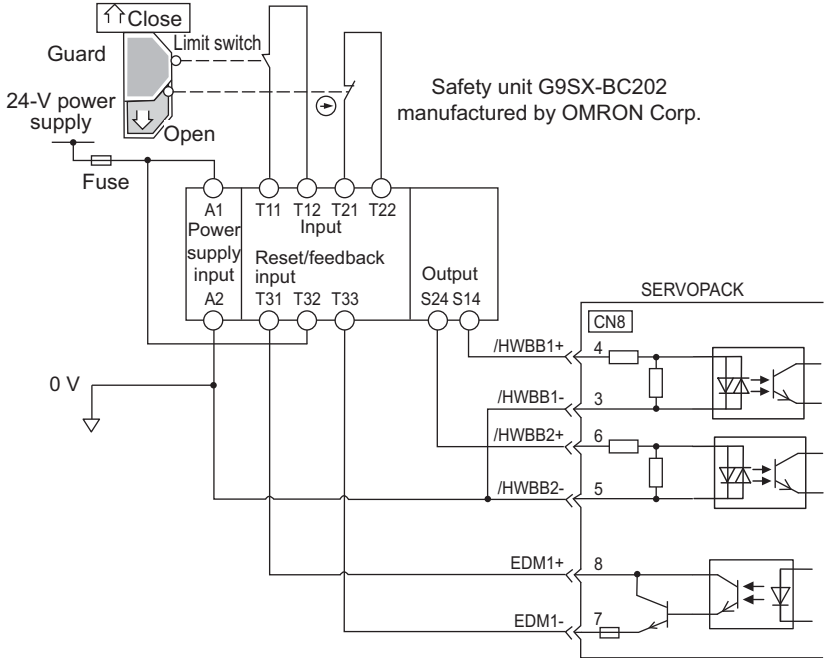 Close
Guard
Limit switch
24-V power
supply
Open
Fuse
Safety unit G9SX-BC202
manufactured by OMRON Corp.
A1 T11 T12 T21 T22
Power
supply
input
Input
Reset/feedback
input
Output
A2 T31 T32 T33 S24 S14
SERVOPACK
CN8
/HWBB1+ 4
0 V
/HWBB1- 3
/HWBB2+ 6
/HWBB2- 5
EDM1+ 8
EDM1- 7